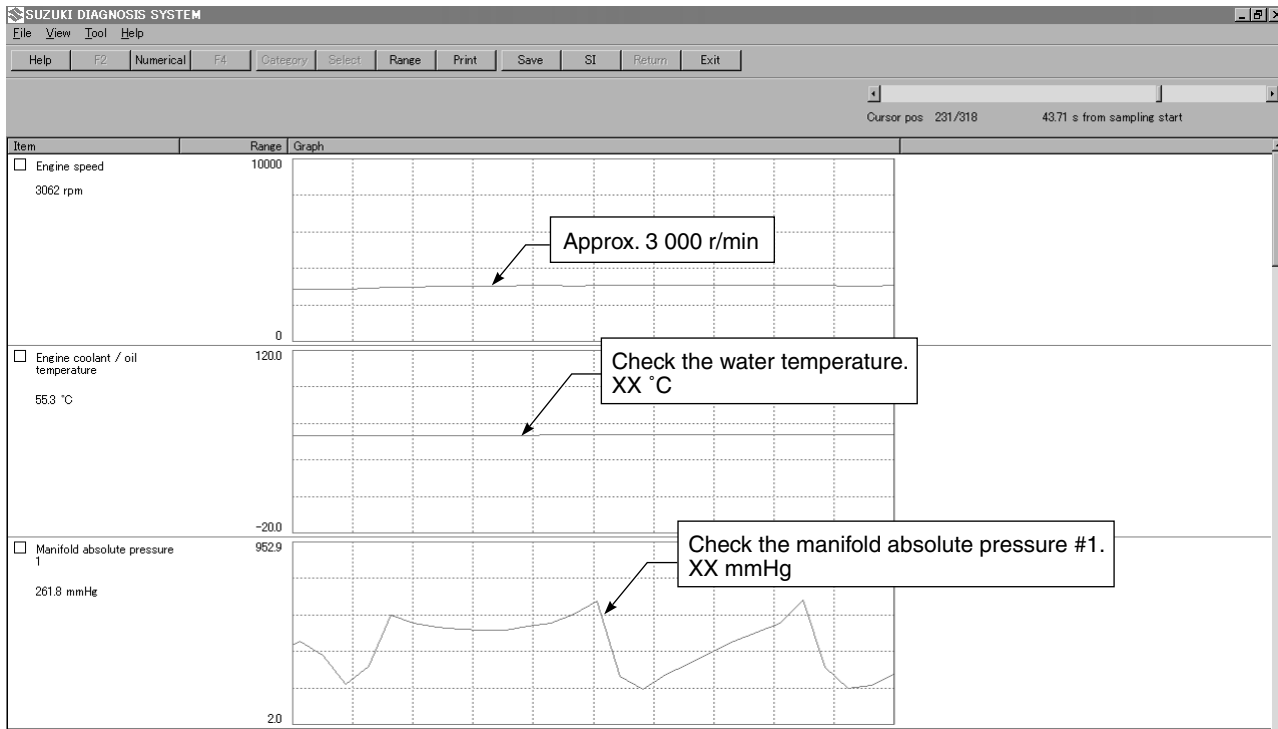 SUZUKI DIAGNOSIS SYSTEM
File View Tool Help
Help F2 Numerical F4 Category Select Range Print Save SI Return Exit
Cursor pos 231/318 43.71 s from sampling start
Item Range Graph
Engine speed 10000
3062 rpm
Approx. 3 000 r/min
0
Engine coolant / oil 120.0
temperature
Check the water temperature.
XX ˚C
55.3 ℃
-20.0
Manifold absolute pressure 952.9
1
Check the manifold absolute pressure #1.
XX mmHg
261.8 mmHg
2.0